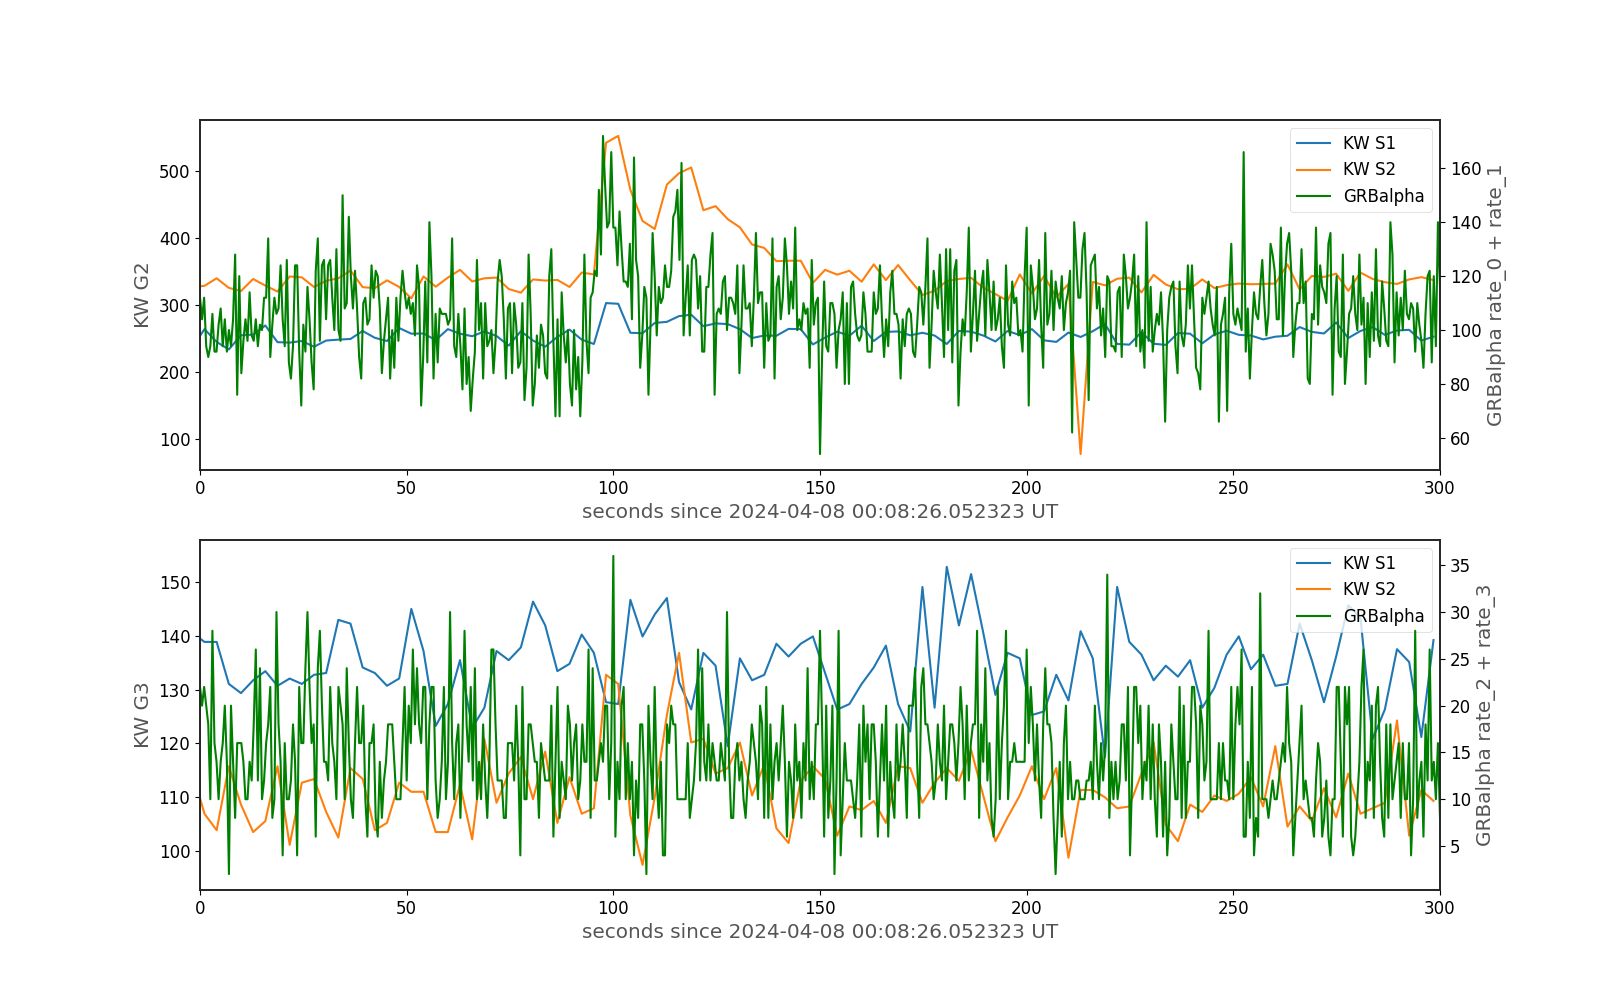 KW G2
500
400
300
200
100
KW S1
KW S2
GRBalpha
160
140
120
100
80
60
GRBalpha rate_0 + rate_1
0 50 100 150 200 250 300
seconds since 2024-04-08 00:08:26.052323 UT
KW G3
150
140
130
120
110
100
KW S1
KW S2
GRBalpha
35
30
25
20
15
10
5
GRBalpha rate_2 + rate_3
0 50 100 150 200 250 300
seconds since 2024-04-08 00:08:26.052323 UT